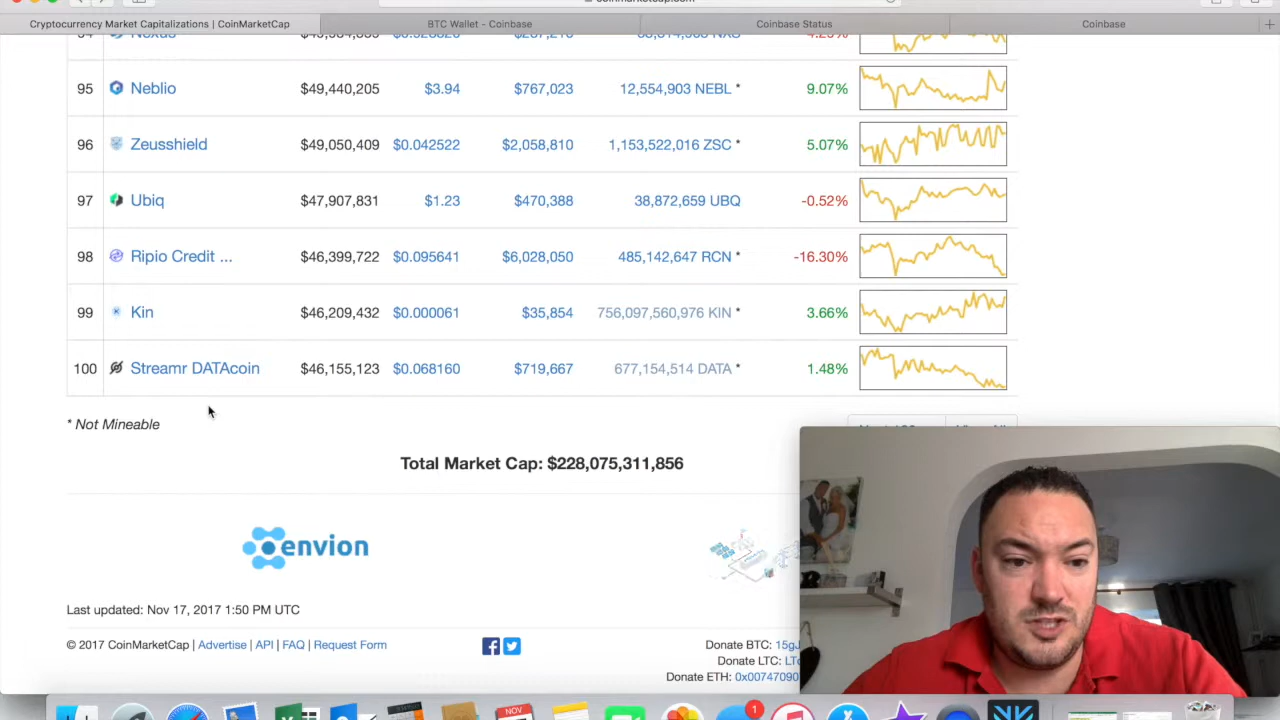 Cryptocurrency Market Capitalizations | CoinMarketCap BTC Wallet - Coinbase Coinbase Status Coinbase
95 Neblio $49,440,205 $3.94 $767,023 12,554,903 NEBL * 9.07%
96 Zeusshield $49,050,409 $0.042522 $2,058,810 1,153,522,016 ZSC * 5.07%
97 Ubiq $47,907,831 $1.23 $470,388 38,872,659 UBQ -0.52%
98 Ripio Credit ... $46,399,722 $0.095641 $6,028,050 485,142,647 RCN * -16.30%
99 Kin $46,209,432 $0.000061 $35,854 756,097,560,976 KIN * 3.66%
100 Streamr DATAcoin $46,155,123 $0.068160 $719,667 677,154,514 DATA * 1.48%
* Not Mineable
Total Market Cap: $228,075,311,856
envion
Last updated: Nov 17, 2017 1:50 PM UTC
© 2017 CoinMarketCap | Advertise | API | FAQ | Request Form
Donate BTC: 15gJ
Donate LTC: LTc
Donate ETH: 0x00747090
NOV
1